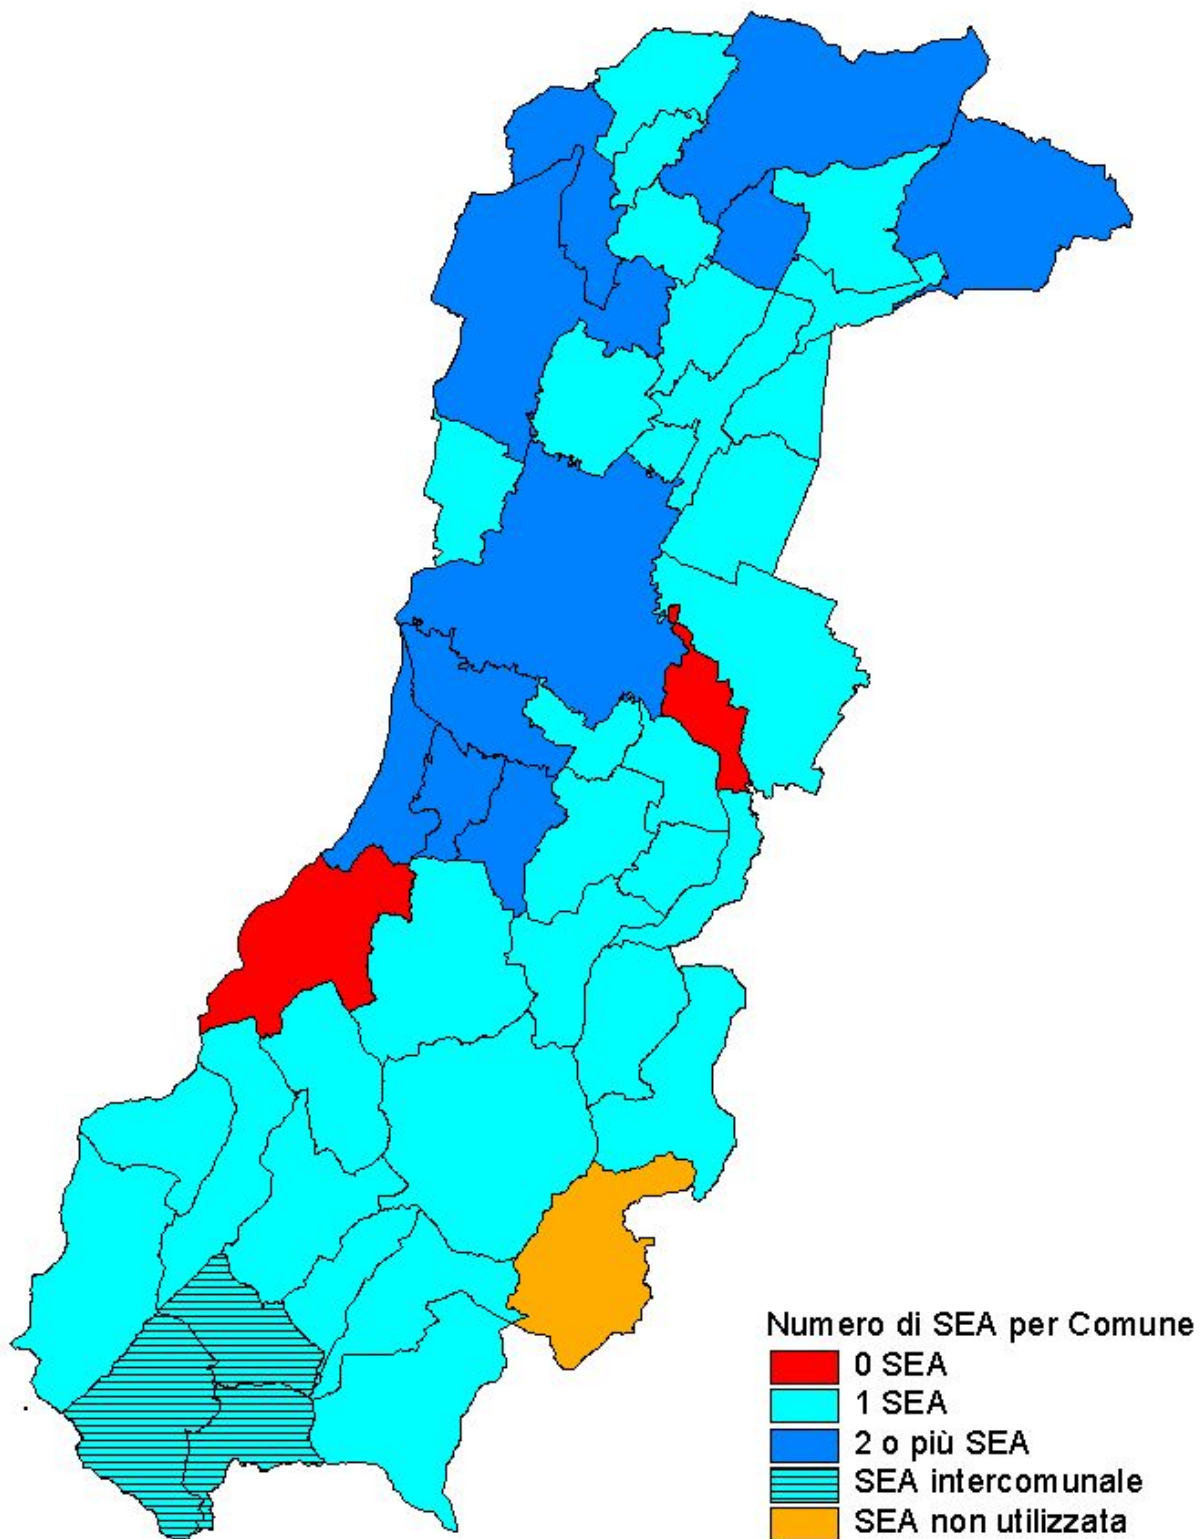 Numero di SEA per Comune
0 SEA
1 SEA
2 o più SEA
SEA intercomunale
SEA non utilizzata